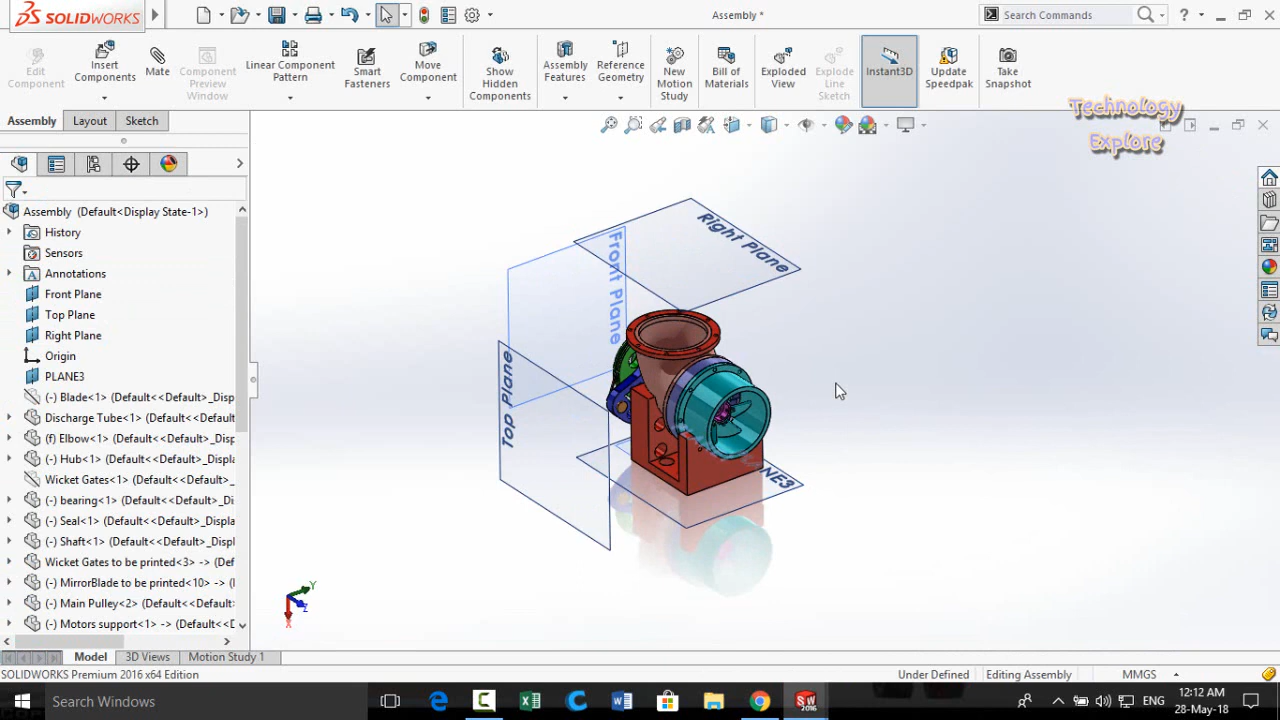 SOLIDWORKS
Assembly *
Search Commands
Edit Component
Insert Components
Mate
Component Preview Window
Linear Component Pattern
Smart Fasteners
Move Component
Show Hidden Components
Assembly Features
Reference Geometry
New Motion Study
Bill of Materials
Exploded View
Explode Line Sketch
Instant3D
Update Speedpak
Take Snapshot
Technology
Explore
Assembly
Layout
Sketch
Assembly (Default<Display State-1>)
History
Sensors
Annotations
Front Plane
Top Plane
Right Plane
Origin
PLANE3
(-) Blade<1> (Default<<Default>_Disp
Discharge Tube<1> (Default<<Default
(f) Elbow<1> (Default<<Default>_Disp
(-) Hub<1> (Default<<Default>_Displa
Wicket Gates<1> (Default<<Default>
(-) bearing<1> (Default<<Default>_Di
(-) Seal<1> (Default<<Default>_Displa
(-) Shaft<1> (Default<<Default>_Displ
Wicket Gates to be printed<3> -> (Def
(-) MirrorBlade to be printed<10> -> (
(-) Main Pulley<2> (Default<<Default>
(-) Motors support<1> -> (Default<<D
Right Plane
Front Plane
Top Plane
NE3
Y
Z
X
Model
3D Views
Motion Study 1
SOLIDWORKS Premium 2016 x64 Edition
Under Defined
Editing Assembly
MMGS
Search Windows
SW
2016
ENG
12:12 AM
28-May-18